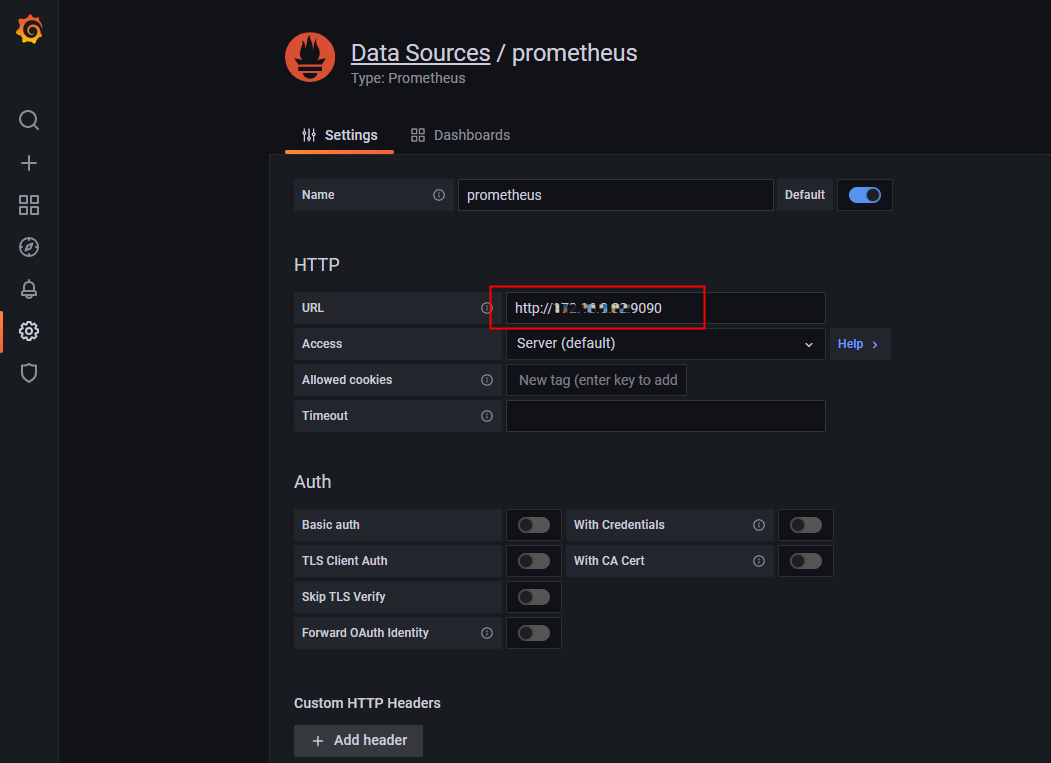 Data Sources / prometheus
Type: Prometheus
Settings Dashboards
Name prometheus Default
HTTP
URL http:// :9090
Access Server (default) Help
Allowed cookies New tag (enter key to add
Timeout
Auth
Basic auth With Credentials
TLS Client Auth With CA Cert
Skip TLS Verify
Forward OAuth Identity
Custom HTTP Headers
Add header